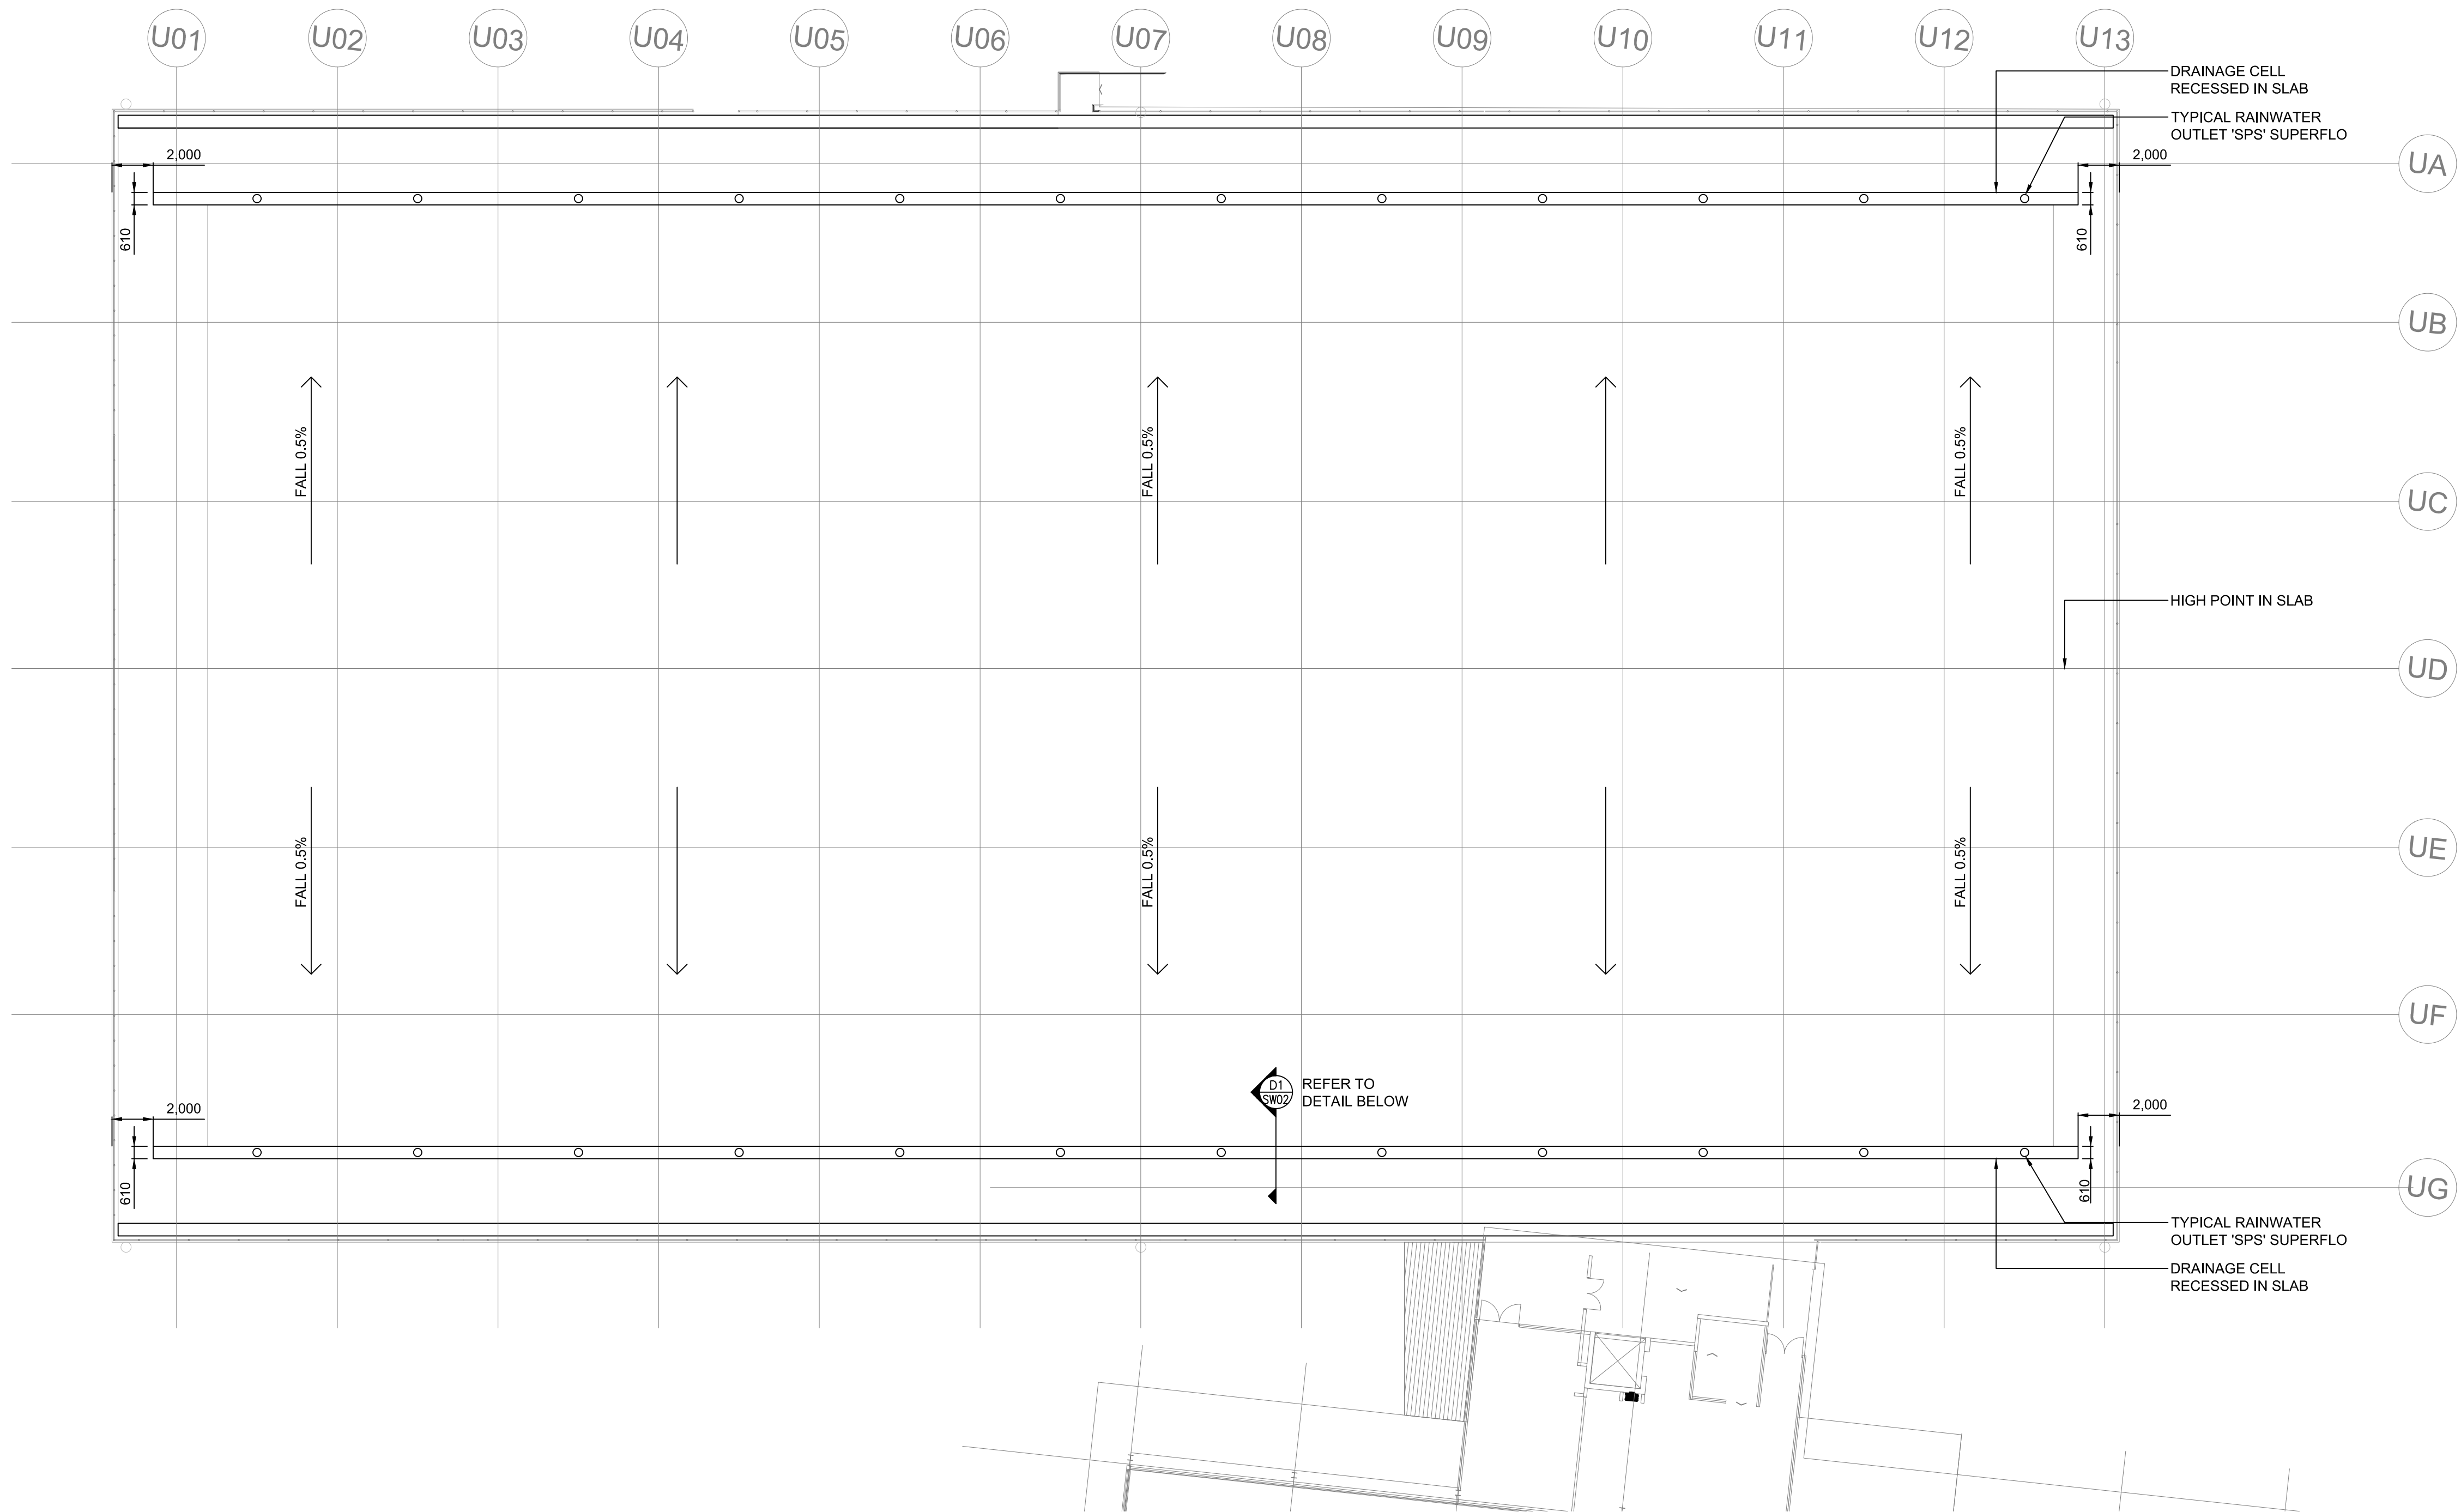 U01
U02
U03
U04
U05
U06
U07
U08
U09
U10
U11
U12
U13
DRAINAGE CELL
RECESSED IN SLAB
TYPICAL RAINWATER
OUTLET 'SPS' SUPERFLO
2,000
2,000
UA
610
610
UB
FALL 0.5%
FALL 0.5%
FALL 0.5%
UC
HIGH POINT IN SLAB
UD
FALL 0.5%
FALL 0.5%
FALL 0.5%
UE
UF
D1
SW02
REFER TO
DETAIL BELOW
2,000
2,000
610
610
UG
TYPICAL RAINWATER
OUTLET 'SPS' SUPERFLO
DRAINAGE CELL
RECESSED IN SLAB